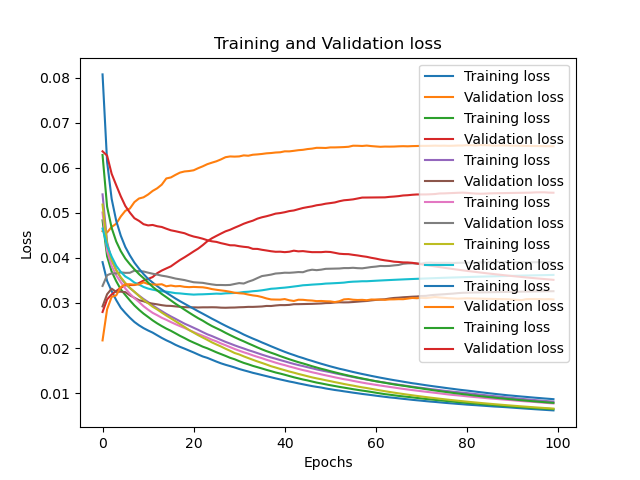 Training and Validation loss
Loss
0.08
0.07
0.06
0.05
0.04
0.03
0.02
0.01
Training loss
Validation loss
Training loss
Validation loss
Training loss
Validation loss
Training loss
Validation loss
Training loss
Validation loss
Training loss
Validation loss
Training loss
Validation loss
0 20 40 60 80 100
Epochs